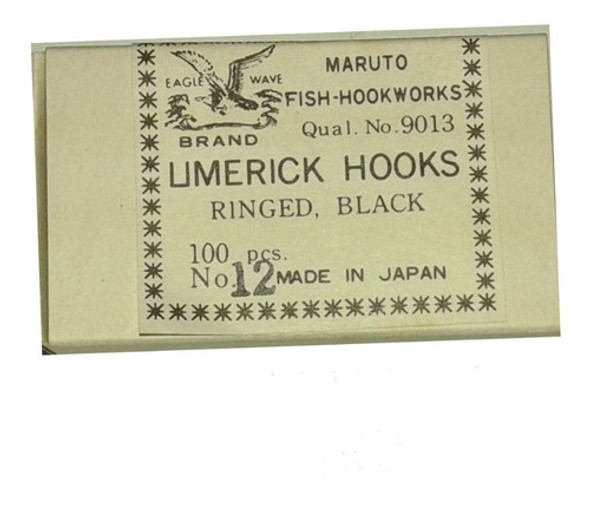 EAGLE WAVE
BRAND
MARUTO
FISH-HOOKWORKS
Qual. No.9013
LIMERICK HOOKS
RINGED, BLACK
100 pcs.
No.12 MADE IN JAPAN